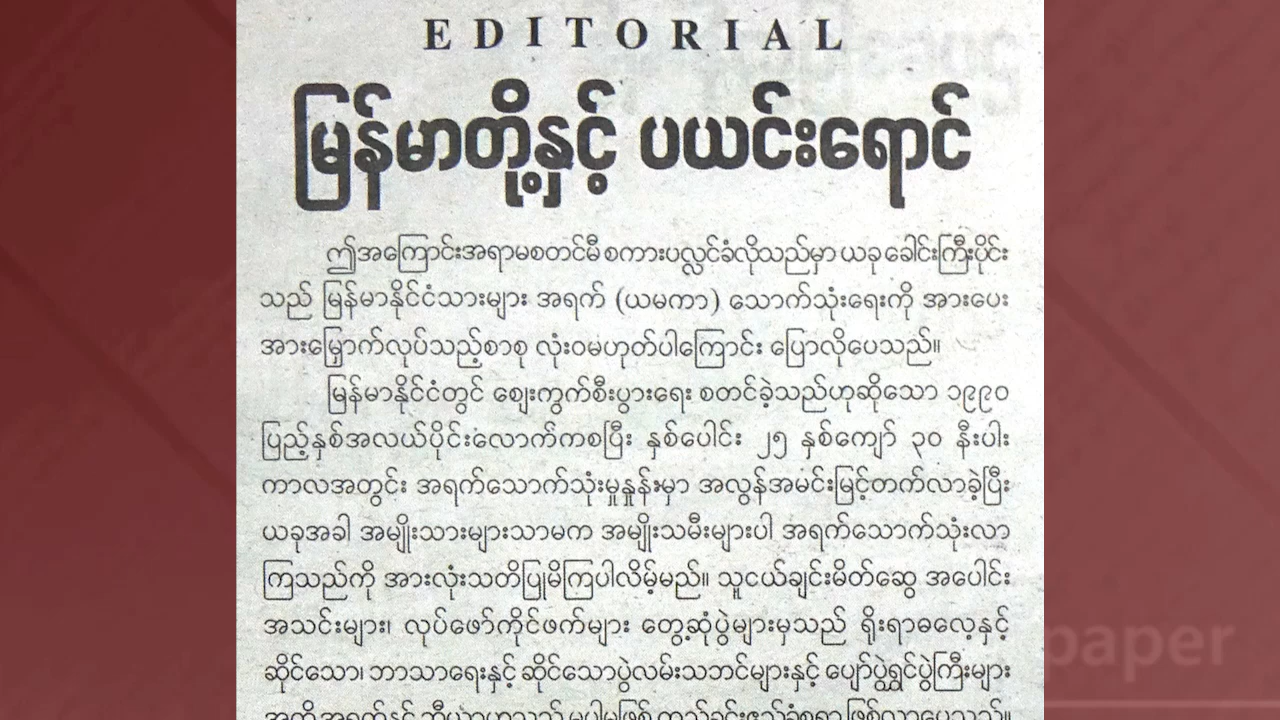 EDITORIAL
မြန်မာတို့နှင့် ပယင်းရောင်
ဤအကြောင်းအရာမစတင်မီ စကားပလ္လင်ခံလိုသည်မှာ ယခု ခေါင်းကြီးပိုင်း
သည် မြန်မာနိုင်ငံသားများ အရက် (ယမကာ) သောက်သုံးရေးကို အားပေး
အားမြှောက်လုပ်သည့်စာစု လုံးဝမဟုတ်ပါကြောင်း ပြောလိုပေသည်။
မြန်မာနိုင်ငံတွင် ဈေးကွက်စီးပွားရေး စတင်ခဲ့သည်ဟုဆိုသော ၁၉၉၀
ပြည့်နှစ်အလယ်ပိုင်းလောက်ကစပြီး နှစ်ပေါင်း ၂၅ နှစ်ကျော် ၃၀ နီးပါး
ကာလအတွင်း အရက်သောက်သုံးမှုနှုန်းမှာ အလွန်အမင်းမြင့်တက်လာခဲ့ပြီး
ယခုအခါ အမျိုးသားများသာမက အမျိုးသမီးများပါ အရက်သောက်သုံးလာ
ကြသည်ကို အားလုံးသတိပြုမိကြပါလိမ့်မည်။ သူငယ်ချင်းမိတ်ဆွေ အပေါင်း
အသင်းများ၊ လုပ်ဖော်ကိုင်ဖက်များ တွေ့ဆုံပွဲများမှသည် ရိုးရာဓလေ့နှင့်
ဆိုင်သော၊ ဘာသာရေးနှင့် ဆိုင်သောပွဲလမ်းသဘင်များနှင့် ပျော်ပွဲရွှင်ပွဲကြီးများ
paper